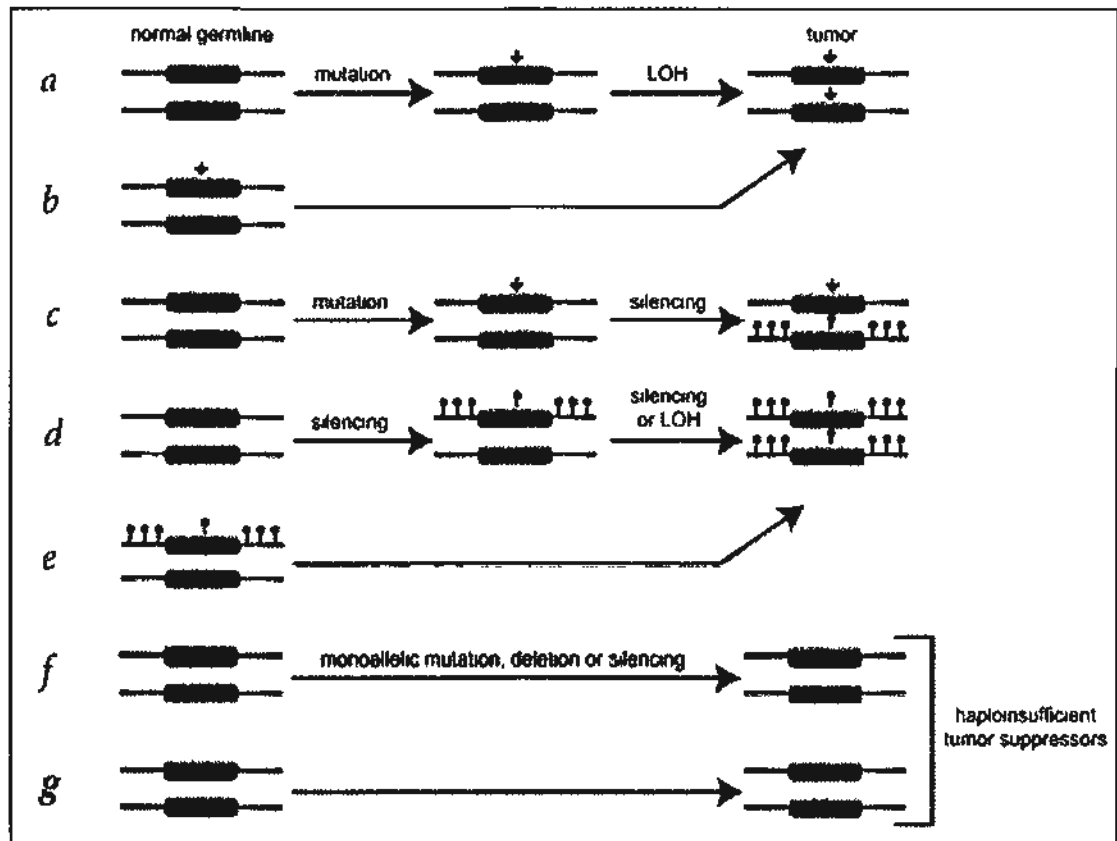 normal germline
tumor
a
mutation
LOH
b
c
mutation
silencing
d
silencing
silencing
or LOH
e
f
monoallelic mutation, deletion or silencing
haploinsufficient
tumor suppressors
g